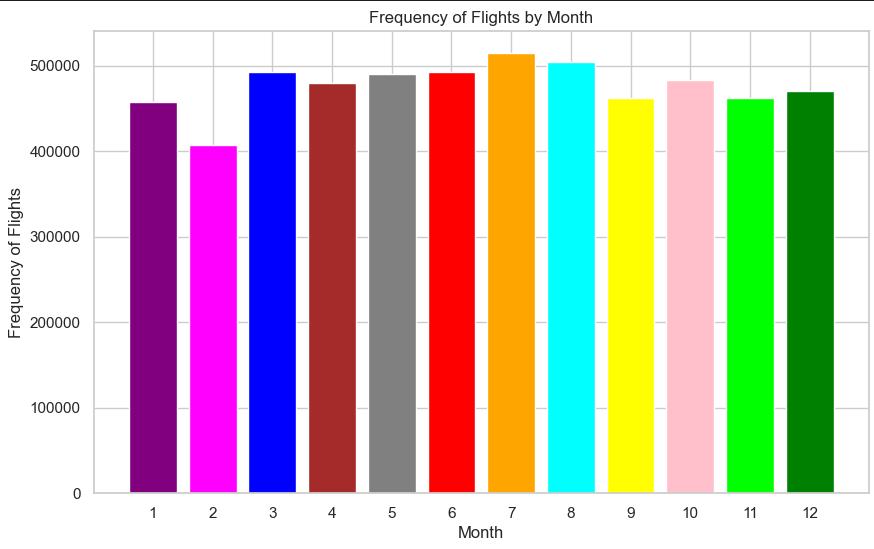 Frequency of Flights by Month
500000
400000
300000
200000
100000
0
Frequency of Flights
1 2 3 4 5 6 7 8 9 10 11 12
Month